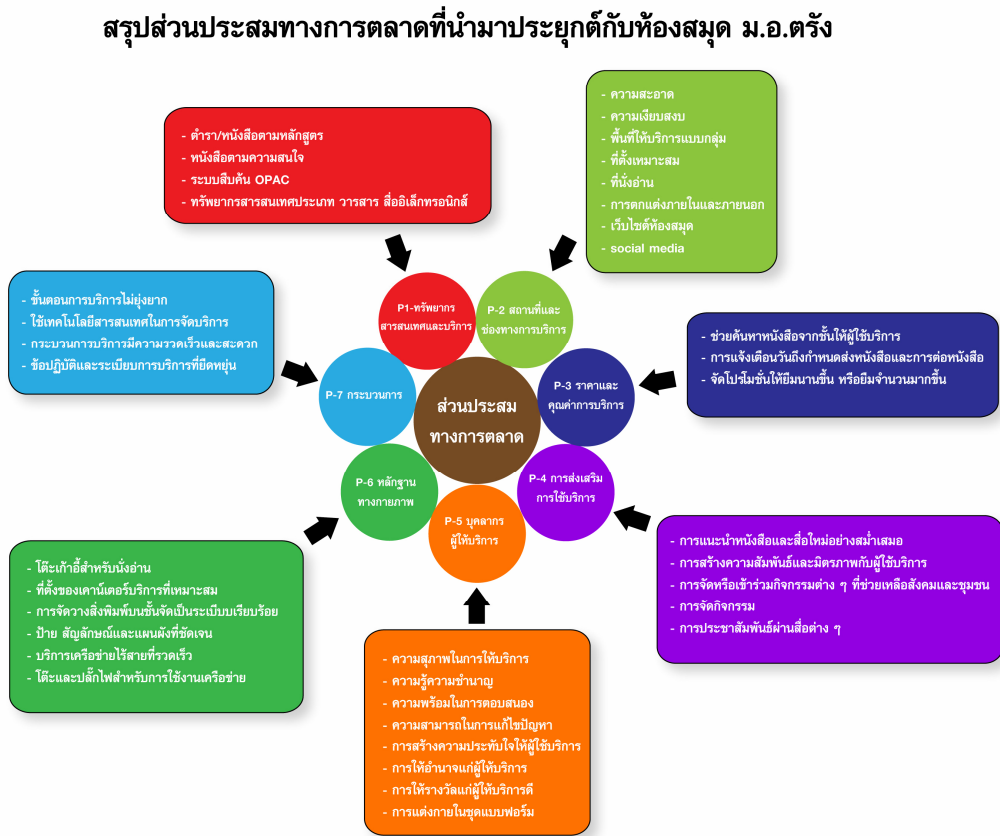 สรุปส่วนประสมทางการตลาดที่นำมาประยุกต์กับห้องสมุด ม.อ.ตรัง
- ตำรา/หนังสือตามหลักสูตร
- หนังสือตามความสนใจ
- ระบบสืบค้น OPAC
- ทรัพยากรสารสนเทศประเภท วารสาร สื่ออิเล็กทรอนิกส์
- ความสะอาด
- ความเงียบสงบ
- พื้นที่ให้บริการแบบกลุ่ม
- ที่ตั้งเหมาะสม
- ที่นั่งอ่าน
- การตกแต่งภายในและภายนอก
- เว็บไซต์ห้องสมุด
- social media
- ขั้นตอนการบริการไม่ยุ่งยาก
- ใช้เทคโนโลยีสารสนเทศในการจัดบริการ
- กระบวนการบริการมีความรวดเร็วและสะดวก
- ข้อปฏิบัติและระเบียบการบริการที่ยืดหยุ่น
P1-ทรัพยากร
สารสนเทศและบริการ
P-2 สถานที่และ
ช่องทางการบริการ
- ช่วยค้นหาหนังสือจากชั้นให้ผู้ใช้บริการ
- การแจ้งเตือนวันถึงกำหนดส่งหนังสือและการต่อหนังสือ
- จัดโปรโมชั่นให้ยืมนานขึ้น หรือยืมจำนวนมากขึ้น
P-7 กระบวนการ
ส่วนประสม
ทางการตลาด
P-3 ราคาและ
คุณค่าการบริการ
P-6 หลักฐาน
ทางกายภาพ
P-5 บุคลากร
ผู้ให้บริการ
P-4 การส่งเสริม
การใช้บริการ
- การแนะนำหนังสือและสื่อใหม่อย่างสม่ำเสมอ
- การสร้างความสัมพันธ์และมิตรภาพกับผู้ใช้บริการ
- การจัดหรือเข้าร่วมกิจกรรมต่าง ๆ ที่ช่วยเหลือสังคมและชุมชน
- การจัดกิจกรรม
- การประชาสัมพันธ์ผ่านสื่อต่าง ๆ
- โต๊ะเก้าอี้สำหรับนั่งอ่าน
- ที่ตั้งของเคาน์เตอร์บริการที่เหมาะสม
- การจัดวางสิ่งพิมพ์บนชั้นจัดเป็นระเบียบเรียบร้อย
- ป้าย สัญลักษณ์และแผนผังที่ชัดเจน
- บริการเครือข่ายไร้สายที่รวดเร็ว
- โต๊ะและปลั๊กไฟสำหรับการใช้งานเครือข่าย
- ความสุภาพในการให้บริการ
- ความรู้ความชำนาญ
- ความพร้อมในการตอบสนอง
- ความสามารถในการแก้ไขปัญหา
- การสร้างความประทับใจให้ผู้ใช้บริการ
- การให้อำนาจแก่ผู้ให้บริการ
- การให้รางวัลแก่ผู้ให้บริการดี
- การแต่งกายในชุดแบบฟอร์ม